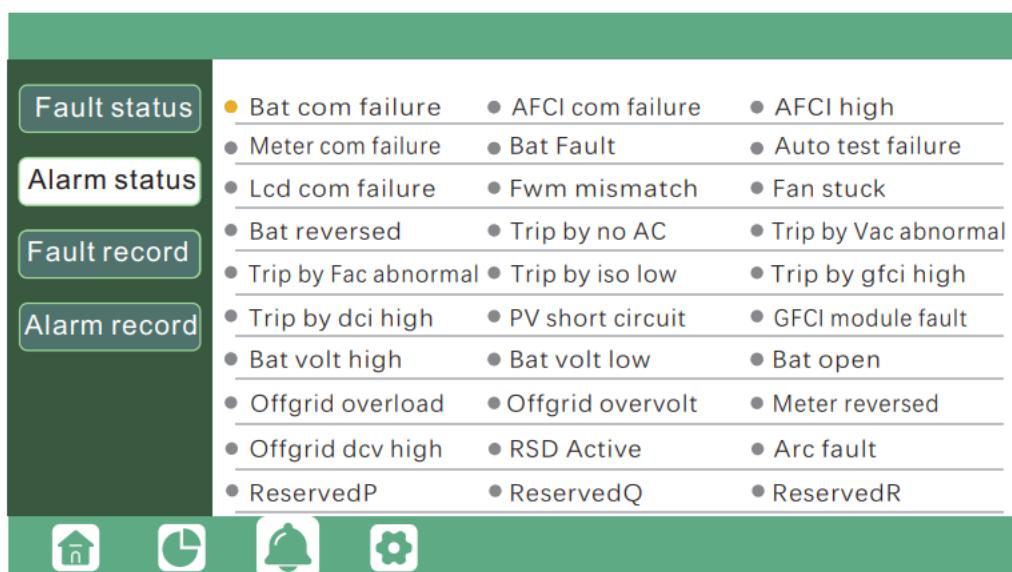 Fault status
Alarm status
Fault record
Alarm record
Bat com failure AFCI com failure AFCI high
Meter com failure Bat Fault Auto test failure
Lcd com failure Fwm mismatch Fan stuck
Bat reversed Trip by no AC Trip by Vac abnormal
Trip by Fac abnormal Trip by iso low Trip by gfci high
Trip by dci high PV short circuit GFCI module fault
Bat volt high Bat volt low Bat open
Offgrid overload Offgrid overvolt Meter reversed
Offgrid dcv high RSD Active Arc fault
ReservedP ReservedQ ReservedR